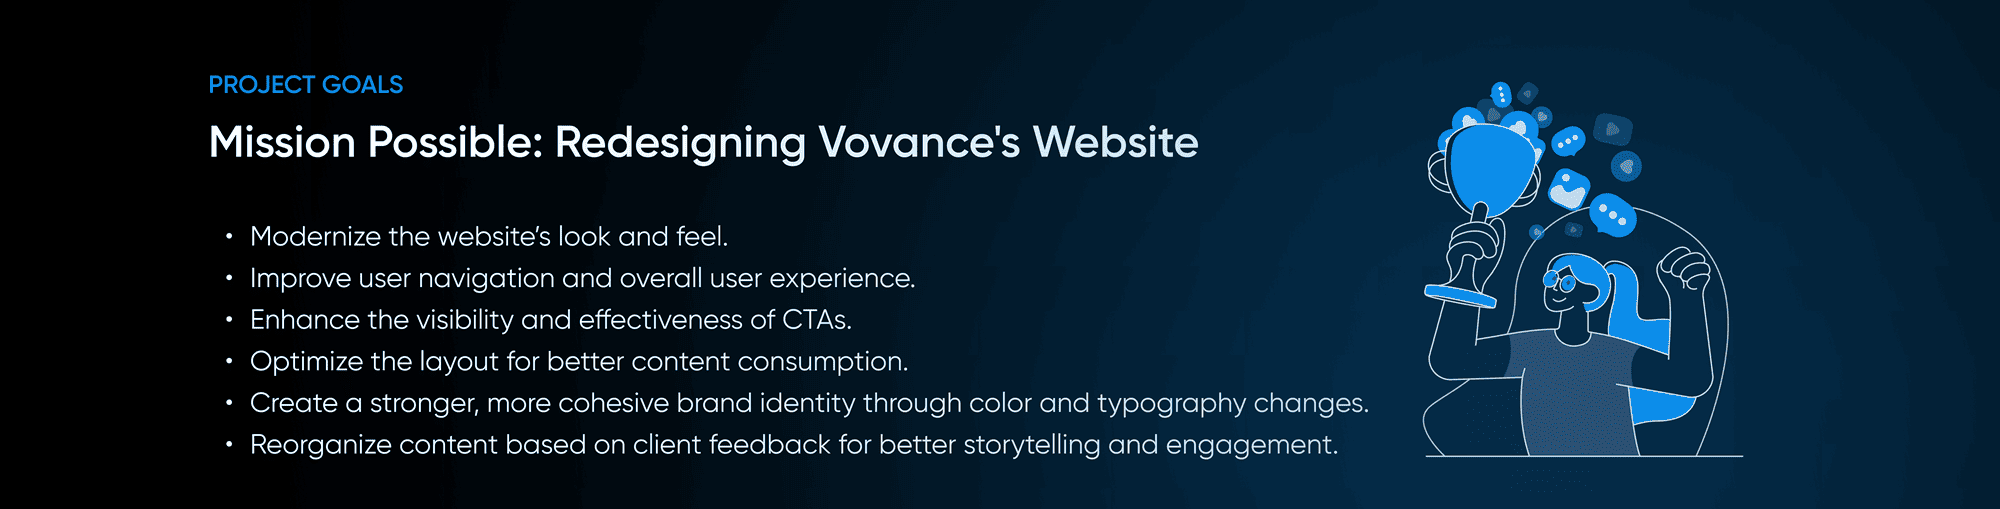 PROJECT GOALS
Mission Possible: Redesigning Vovance's Website
• Modernize the website’s look and feel.
• Improve user navigation and overall user experience.
• Enhance the visibility and effectiveness of CTAs.
• Optimize the layout for better content consumption.
• Create a stronger, more cohesive brand identity through color and typography changes.
• Reorganize content based on client feedback for better storytelling and engagement.